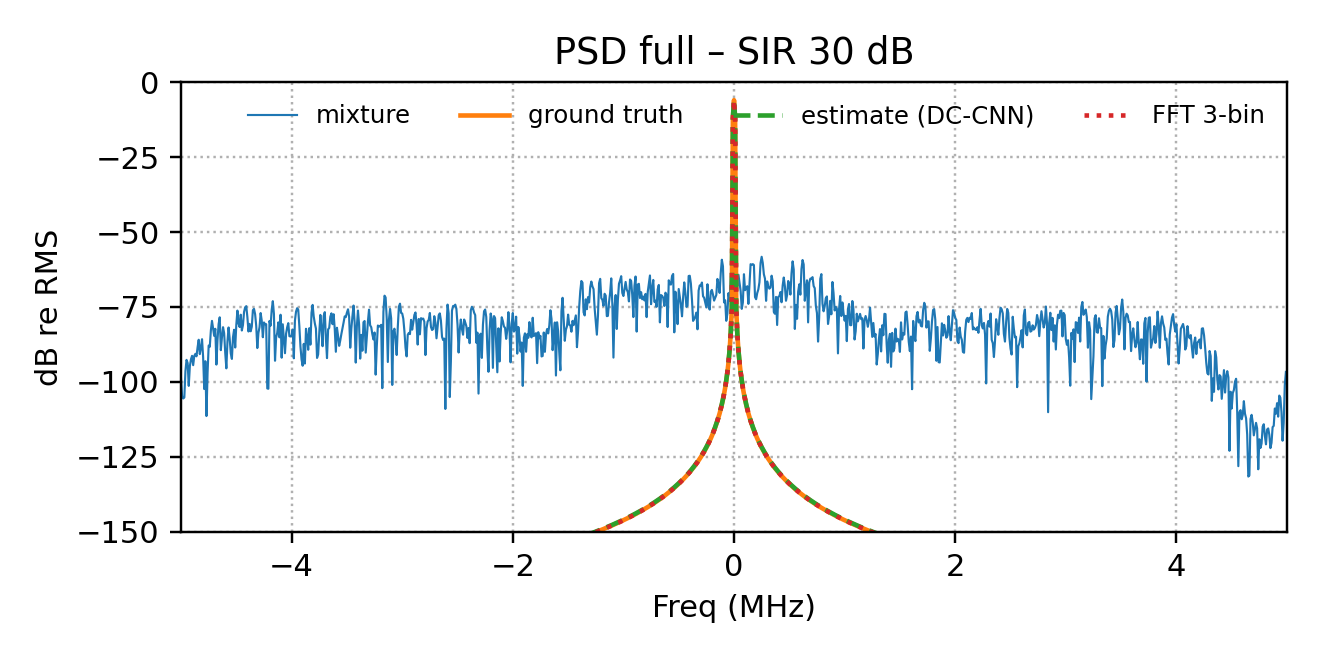 PSD full – SIR 30 dB
mixture ground truth estimate (DC-CNN) FFT 3-bin
dB re RMS
0
−25
−50
−75
−100
−125
−150
−4 −2 0 2 4
Freq (MHz)